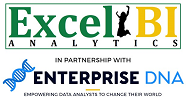 Excel BI
ANALYTICS
IN PARTNERSHIP WITH
ENTERPRISE DNA
EMPOWERING DATA ANALYSTS TO CHANGE THEIR WORLD